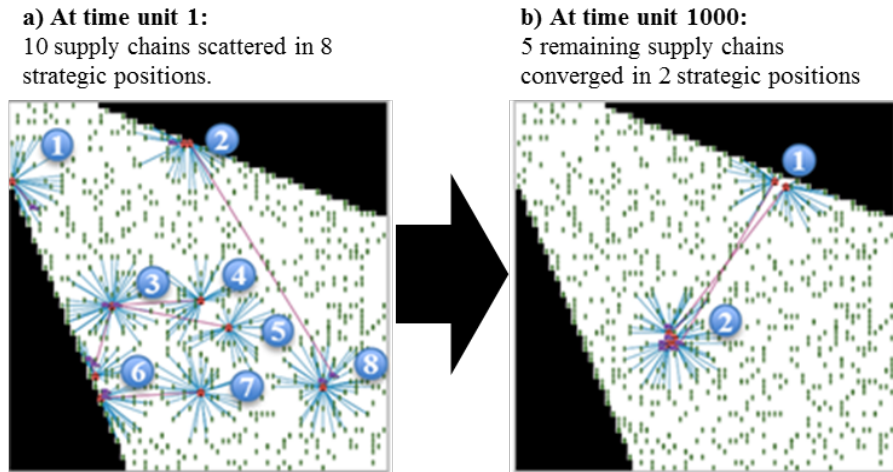 a) At time unit 1:
10 supply chains scattered in 8
strategic positions.
b) At time unit 1000:
5 remaining supply chains
converged in 2 strategic positions
1
2
3
4
5
6
7
8
1
2